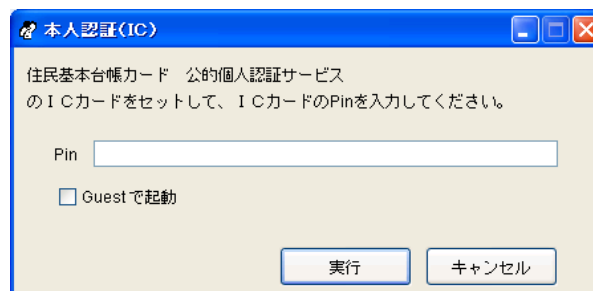 本人認証(IC)
住民基本台帳カード　公的個人認証サービス
のＩＣカードをセットして、ＩＣカードのPinを入力してください。
Pin
Guestで起動
実行
キャンセル